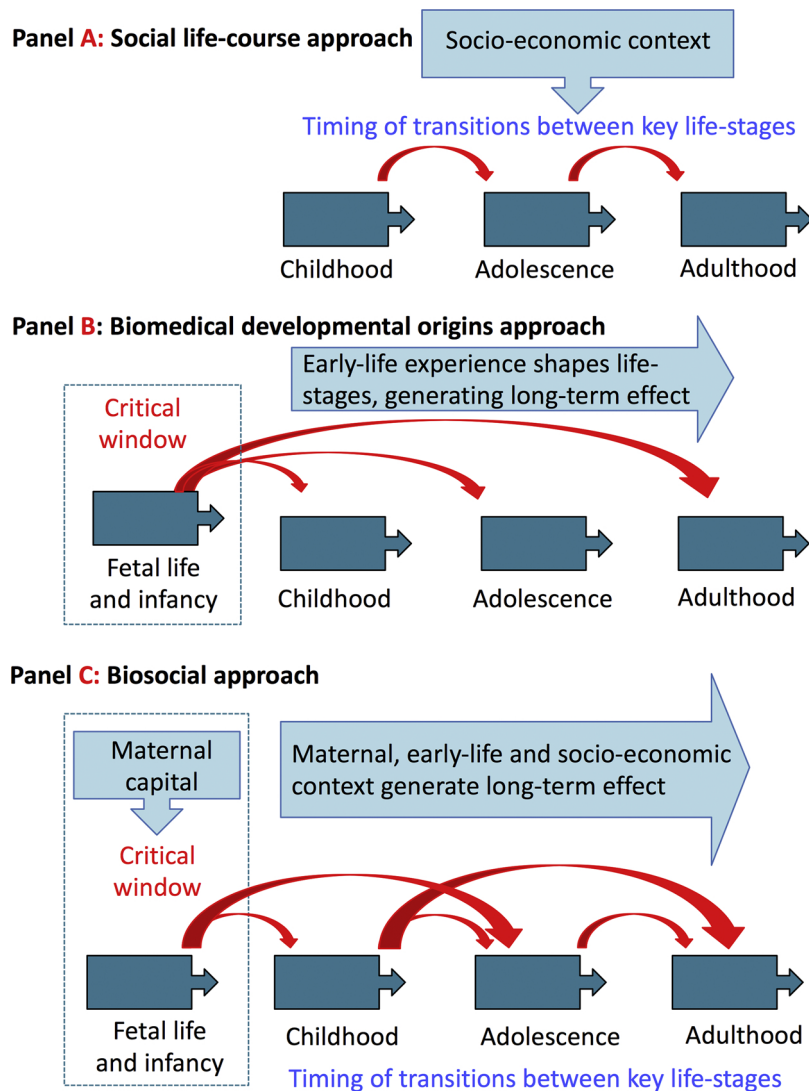 Panel A: Social life-course approach
Socio-economic context
Timing of transitions between key life-stages
Childhood
Adolescence
Adulthood
Panel B: Biomedical developmental origins approach
Early-life experience shapes life-
stages, generating long-term effect
Critical
window
Fetal life
and infancy
Childhood
Adolescence
Adulthood
Panel C: Biosocial approach
Maternal
capital
Maternal, early-life and socio-economic
context generate long-term effect
Critical
window
Fetal life
and infancy
Childhood
Adolescence
Adulthood
Timing of transitions between key life-stages